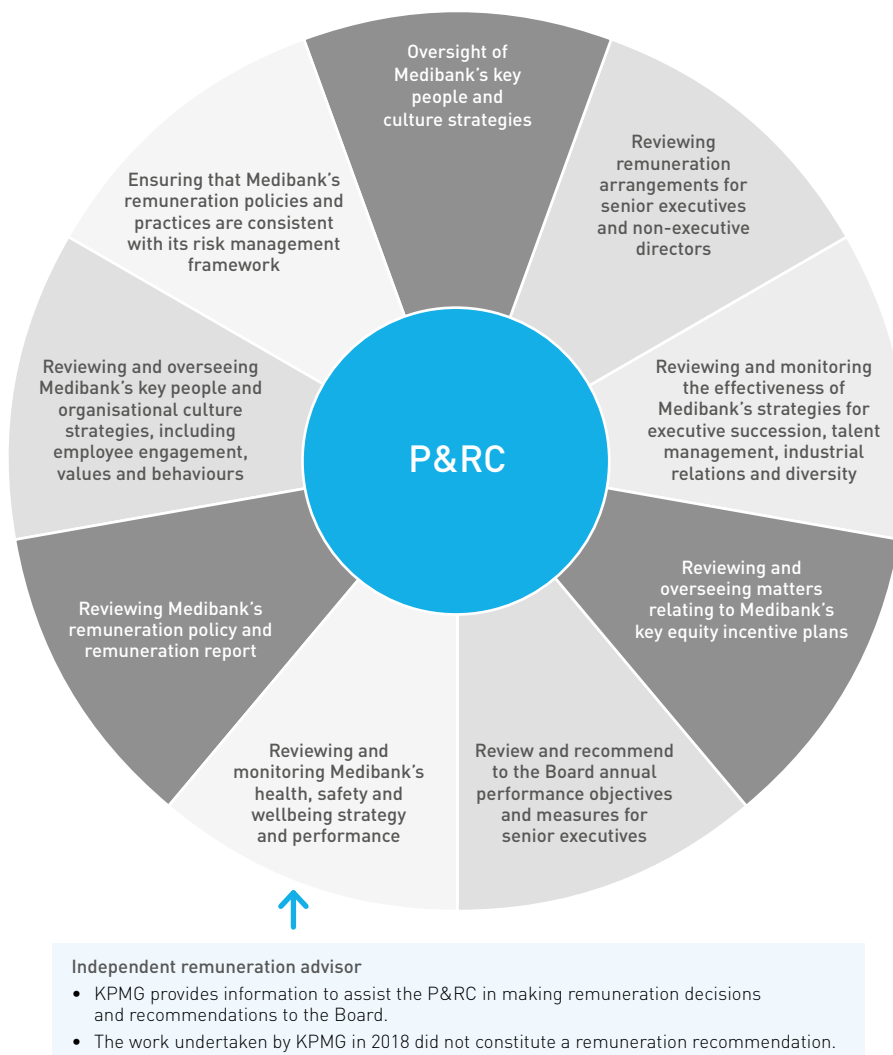 Oversight of
Medibank's key
people and
culture strategies
Reviewing
remuneration
arrangements for
senior executives
and non-executive
directors
Reviewing and monitoring
the effectiveness of
Medibank's strategies for
executive succession, talent
management, industrial
relations and diversity
Reviewing and
overseeing matters
relating to Medibank's
key equity incentive plans
Review and recommend
to the Board annual
performance objectives
and measures for
senior executives
Reviewing and
monitoring Medibank's
health, safety and
wellbeing strategy
and performance
Reviewing Medibank's
remuneration policy and
remuneration report
Reviewing and overseeing
Medibank's key people and
organisational culture
strategies, including
employee engagement,
values and behaviours
Ensuring that Medibank's
remuneration policies and
practices are consistent
with its risk management
framework
P&RC
Independent remuneration advisor
• KPMG provides information to assist the P&RC in making remuneration decisions
and recommendations to the Board.
• The work undertaken by KPMG in 2018 did not constitute a remuneration recommendation.